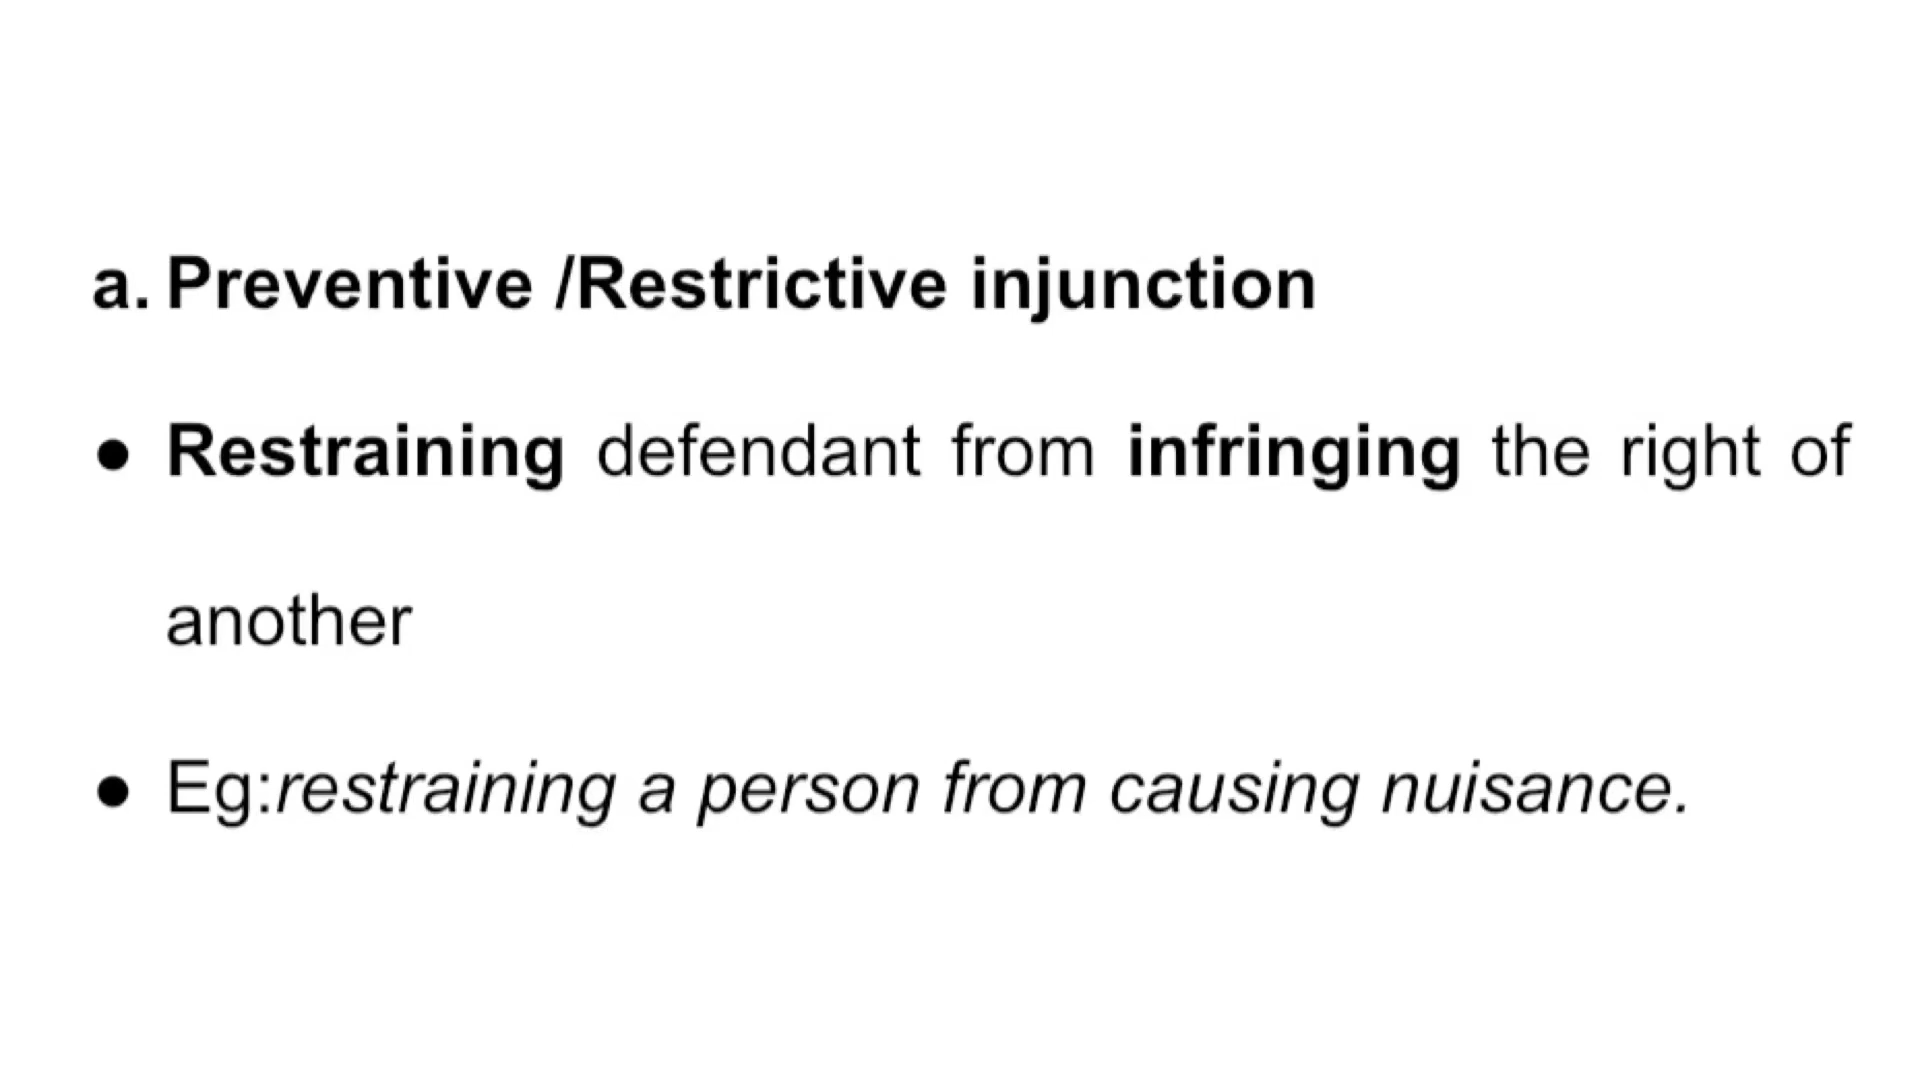 a. Preventive /Restrictive injunction
● Restraining defendant from infringing the right of
another
● Eg:restraining a person from causing nuisance.